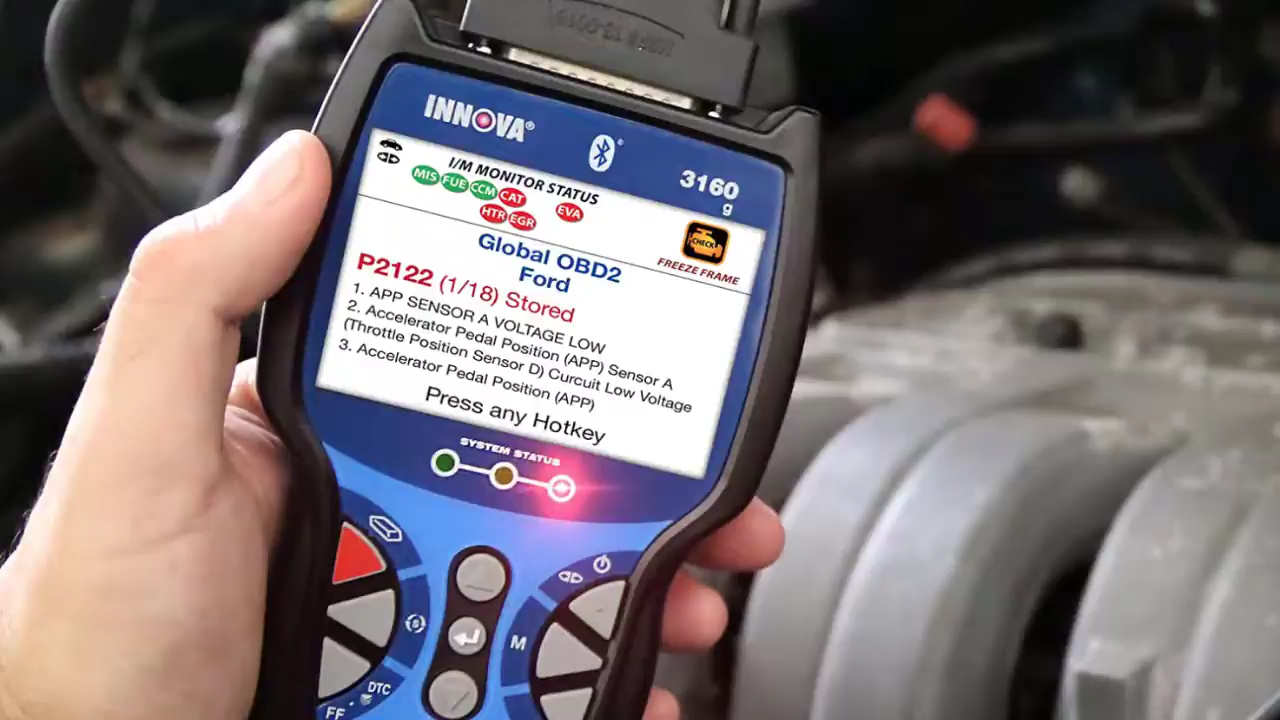 INNOVA®
3160
g
I/M MONITOR STATUS
MIS FUE CCM CAT EVA
HTR EGR
CHECK
FREEZE FRAME
Global OBD2
Ford
P2122 (1/18) Stored
1. APP SENSOR A VOLTAGE LOW
2. Accelerator Pedal Position (APP) Sensor A
(Throttle Position Sensor D) Curcuit Low Voltage
3. Accelerator Pedal Position (APP)
Press any Hotkey
SYSTEM STATUS
M
DTC
FF